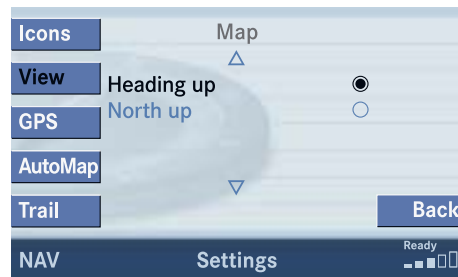 Icons
Map
View
Heading up
North up
GPS
AutoMap
Trail
Back
NAV
Settings
Ready